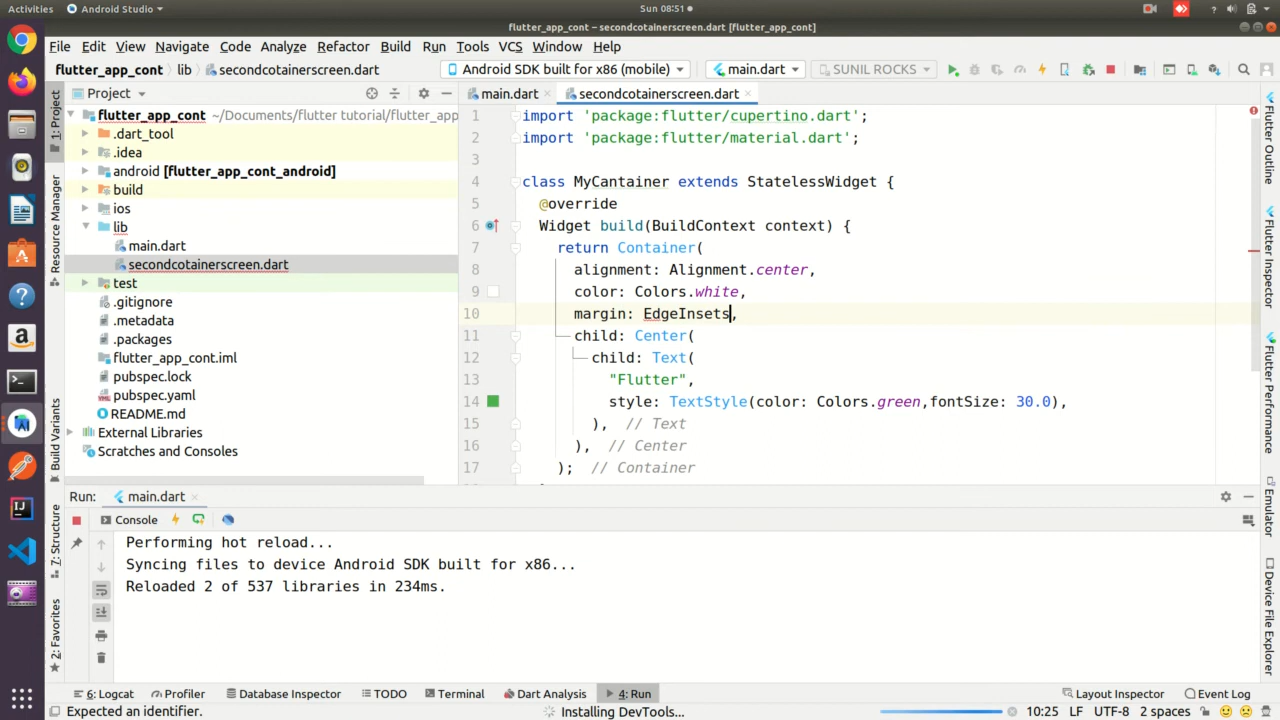 Activities Android Studio Sun 08:51
flutter_app_cont – secondcotainerscreen.dart [flutter_app_cont]
File Edit View Navigate Code Analyze Refactor Build Run Tools VCS Window Help
flutter_app_cont lib secondcotainerscreen.dart Android SDK built for x86 (mobile) main.dart SUNIL ROCKS
Project main.dart secondcotainerscreen.dart
flutter_app_cont ~/Documents/flutter tutorial/flutter_app
.dart_tool
.idea
android [flutter_app_cont_android]
build
ios
lib
main.dart
secondcotainerscreen.dart
test
.gitignore
.metadata
.packages
flutter_app_cont.iml
pubspec.lock
pubspec.yaml
README.md
External Libraries
Scratches and Consoles
1 import 'package:flutter/cupertino.dart';
2 import 'package:flutter/material.dart';
3
4 class MyCantainer extends StatelessWidget {
5 @override
6 Widget build(BuildContext context) {
7 return Container(
8 alignment: Alignment.center,
9 color: Colors.white,
10 margin: EdgeInsets,
11 child: Center(
12 child: Text(
13 "Flutter",
14 style: TextStyle(color: Colors.green,fontSize: 30.0),
15 ), // Text
16 ), // Center
17 ); // Container
1: Project
Resource Manager
Build Variants
7: Structure
2: Favorites
Flutter Outline
Flutter Inspector
Flutter Performance
Emulator
Device File Explorer
Run: main.dart
Console
Performing hot reload...
Syncing files to device Android SDK built for x86...
Reloaded 2 of 537 libraries in 234ms.
6: Logcat Profiler Database Inspector TODO Terminal Dart Analysis 4: Run Layout Inspector Event Log
Expected an identifier. Installing DevTools... 10:25 LF UTF-8 2 spaces